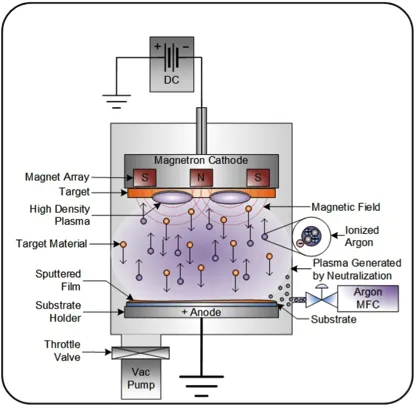 + −
DC
Magnetron Cathode
Magnet Array
S
N
S
Target
High Density
Plasma
Magnetic Field
Ionized
Argon
Target Material
Plasma Generated
by Neutralization
Sputtered
Film
Argon
MFC
Substrate
Holder
+ Anode
Substrate
Throttle
Valve
Vac
Pump